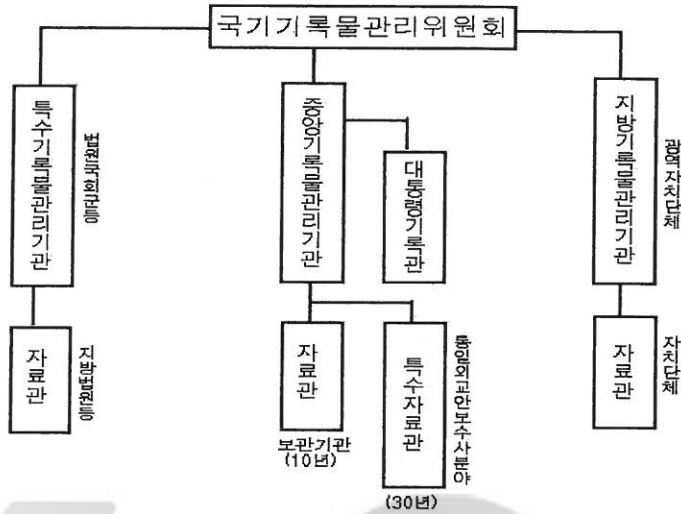 국기기록물관리위원회
특수기록물관리기관
법원국회군등
중앙기록물관리기관
대통령기록관
지방기록물관리기관
광역자치단체
자료관
지방법원등
자료관
보관기관
(10년)
특수자료관
통일외교안보수사분야
(30년)
자료관
자치단체